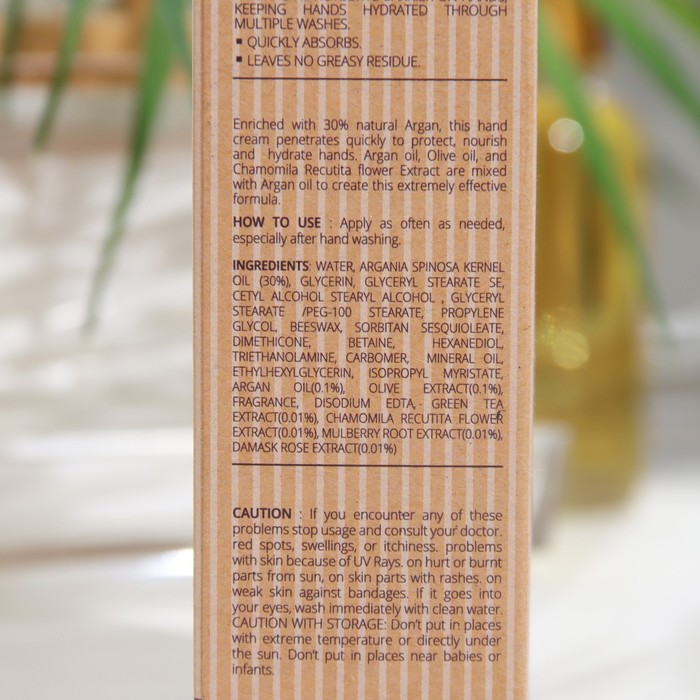 KEEPING HANDS HYDRATED THROUGH
MULTIPLE WASHES.
▪ QUICKLY ABSORBS.
▪ LEAVES NO GREASY RESIDUE.
Enriched with 30% natural Argan, this hand
cream penetrates quickly to protect, nourish
and hydrate hands. Argan oil, Olive oil, and
Chamomila Recutita flower Extract are mixed
with Argan oil to create this extremely effective
formula.
HOW TO USE : Apply as often as needed,
especially after hand washing.
INGREDIENTS: WATER, ARGANIA SPINOSA KERNEL
OIL (30%), GLYCERIN, GLYCERYL STEARATE SE,
CETYL ALCOHOL STEARYL ALCOHOL , GLYCERYL
STEARATE /PEG-100 STEARATE, PROPYLENE
GLYCOL, BEESWAX, SORBITAN SESQUIOLEATE,
DIMETHICONE, BETAINE, HEXANEDIOL,
TRIETHANOLAMINE, CARBOMER, MINERAL OIL,
ETHYLHEXYLGLYCERIN, ISOPROPYL MYRISTATE,
ARGAN OIL(0.1%), OLIVE EXTRACT(0.1%),
FRAGRANCE, DISODIUM EDTA, GREEN TEA
EXTRACT(0.01%), CHAMOMILA RECUTITA FLOWER
EXTRACT(0.01%), MULBERRY ROOT EXTRACT(0.01%),
DAMASK ROSE EXTRACT(0.01%)
CAUTION : If you encounter any of these
problems stop usage and consult your doctor.
red spots, swellings, or itchiness. problems
with skin because of UV Rays. on hurt or burnt
parts from sun, on skin parts with rashes. on
weak skin against bandages. If it goes into
your eyes, wash immediately with clean water.
CAUTION WITH STORAGE: Don't put in places
with extreme temperature or directly under
the sun. Don't put in places near babies or
infants.